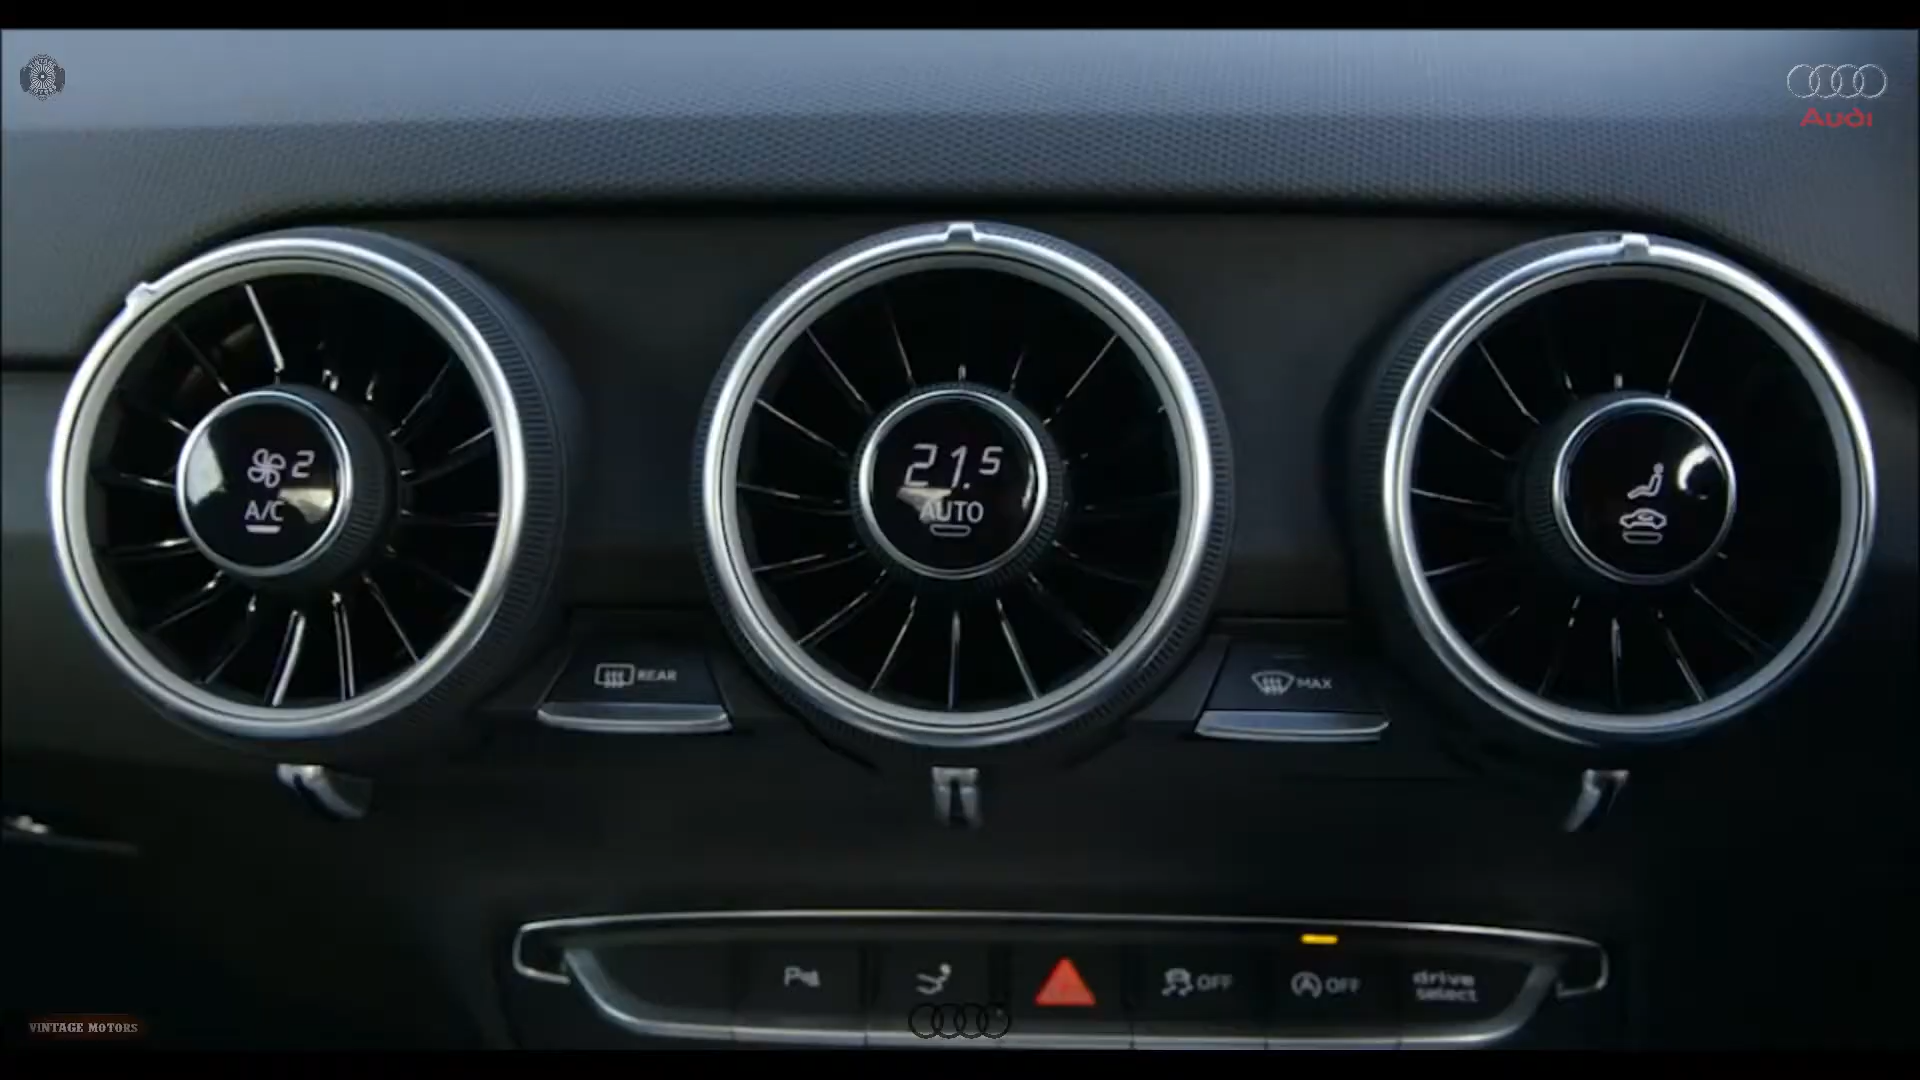 Audi
2
A/C
21.5
AUTO
REAR
MAX
P
OFF
A OFF
drive
select
VINTAGE MOTORS